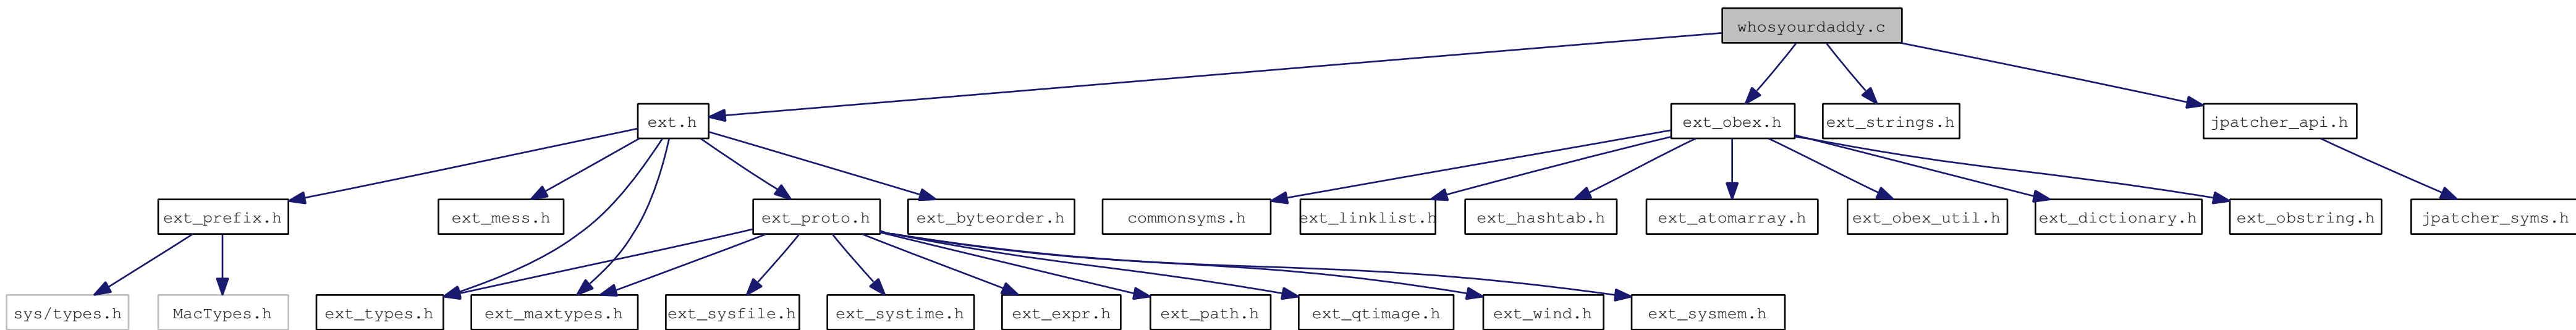 whosyourdaddy.c
ext.h
ext_obex.h
ext_strings.h
jpatcher_api.h
ext_prefix.h
ext_mess.h
ext_proto.h
ext_byteorder.h
commonsyms.h
ext_linklist.h
ext_hashtab.h
ext_atomarray.h
ext_obex_util.h
ext_dictionary.h
ext_obstring.h
jpatcher_syms.h
sys/types.h
MacTypes.h
ext_types.h
ext_maxtypes.h
ext_sysfile.h
ext_systime.h
ext_expr.h
ext_path.h
ext_qtimage.h
ext_wind.h
ext_sysmem.h